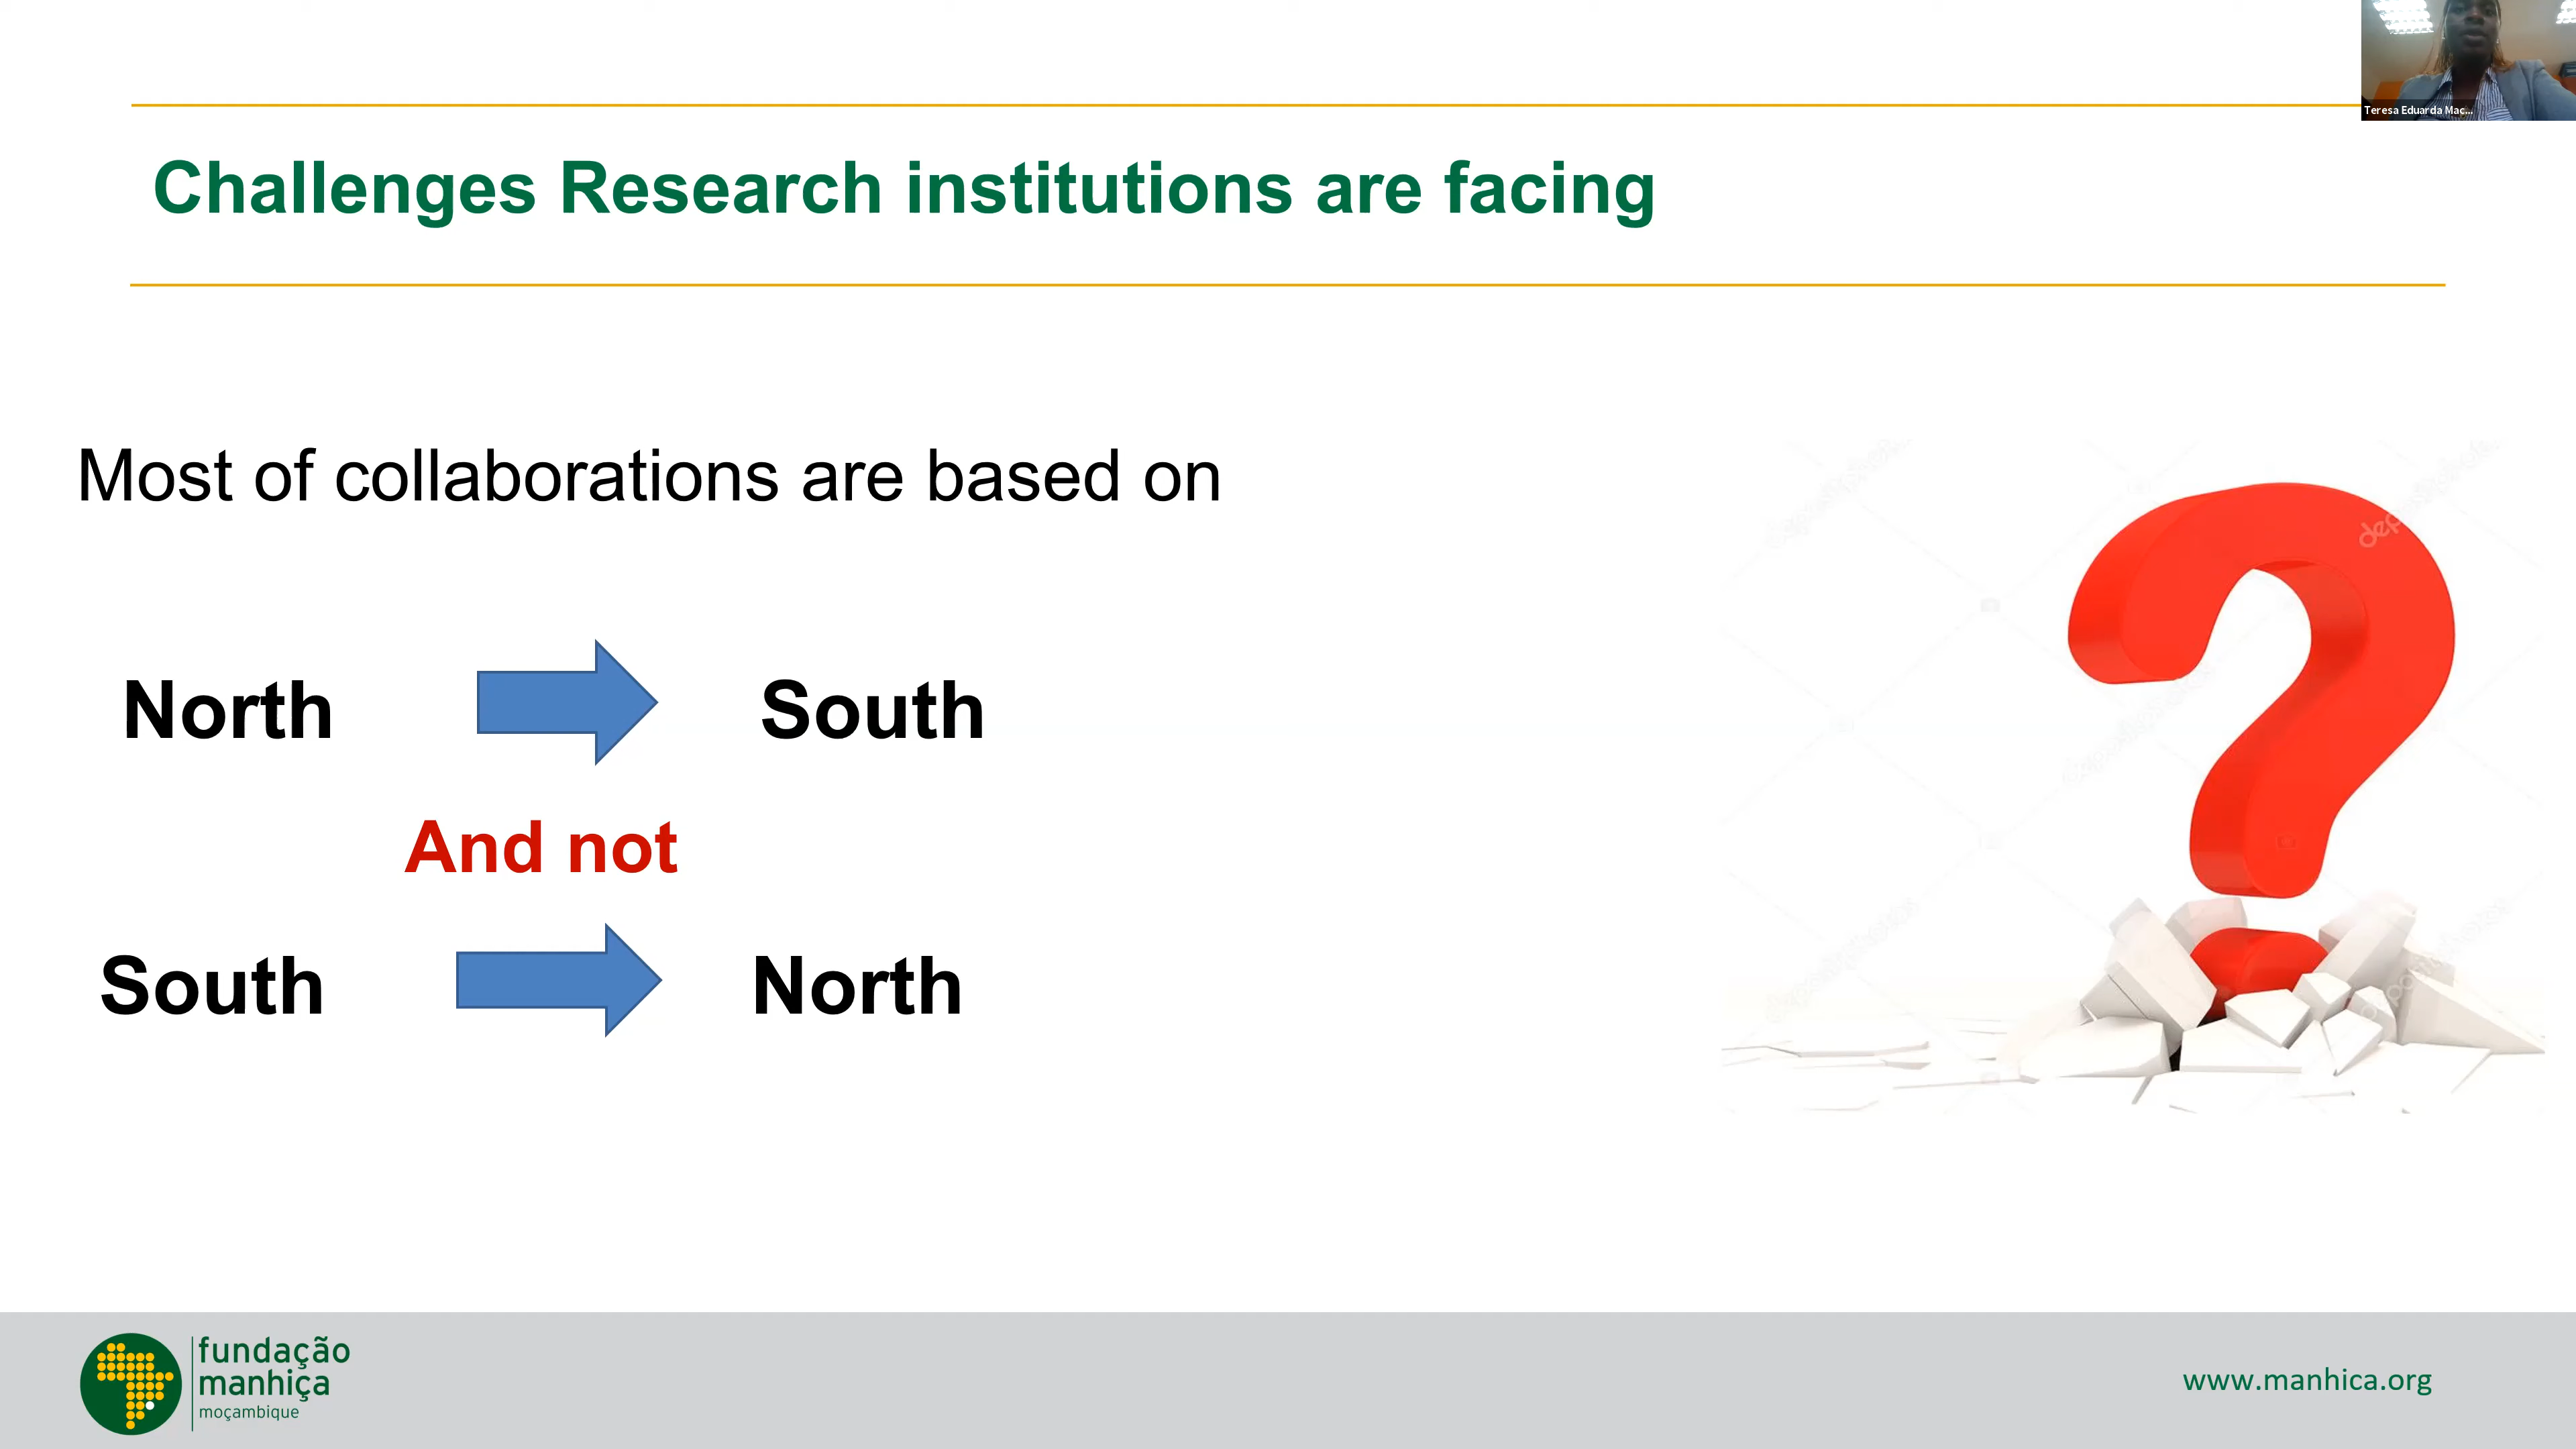 Teresa Eduarda Mac...
Challenges Research institutions are facing
Most of collaborations are based on
North South
And not
South North
depositphotos
fundação
manhiça
moçambique
www.manhica.org